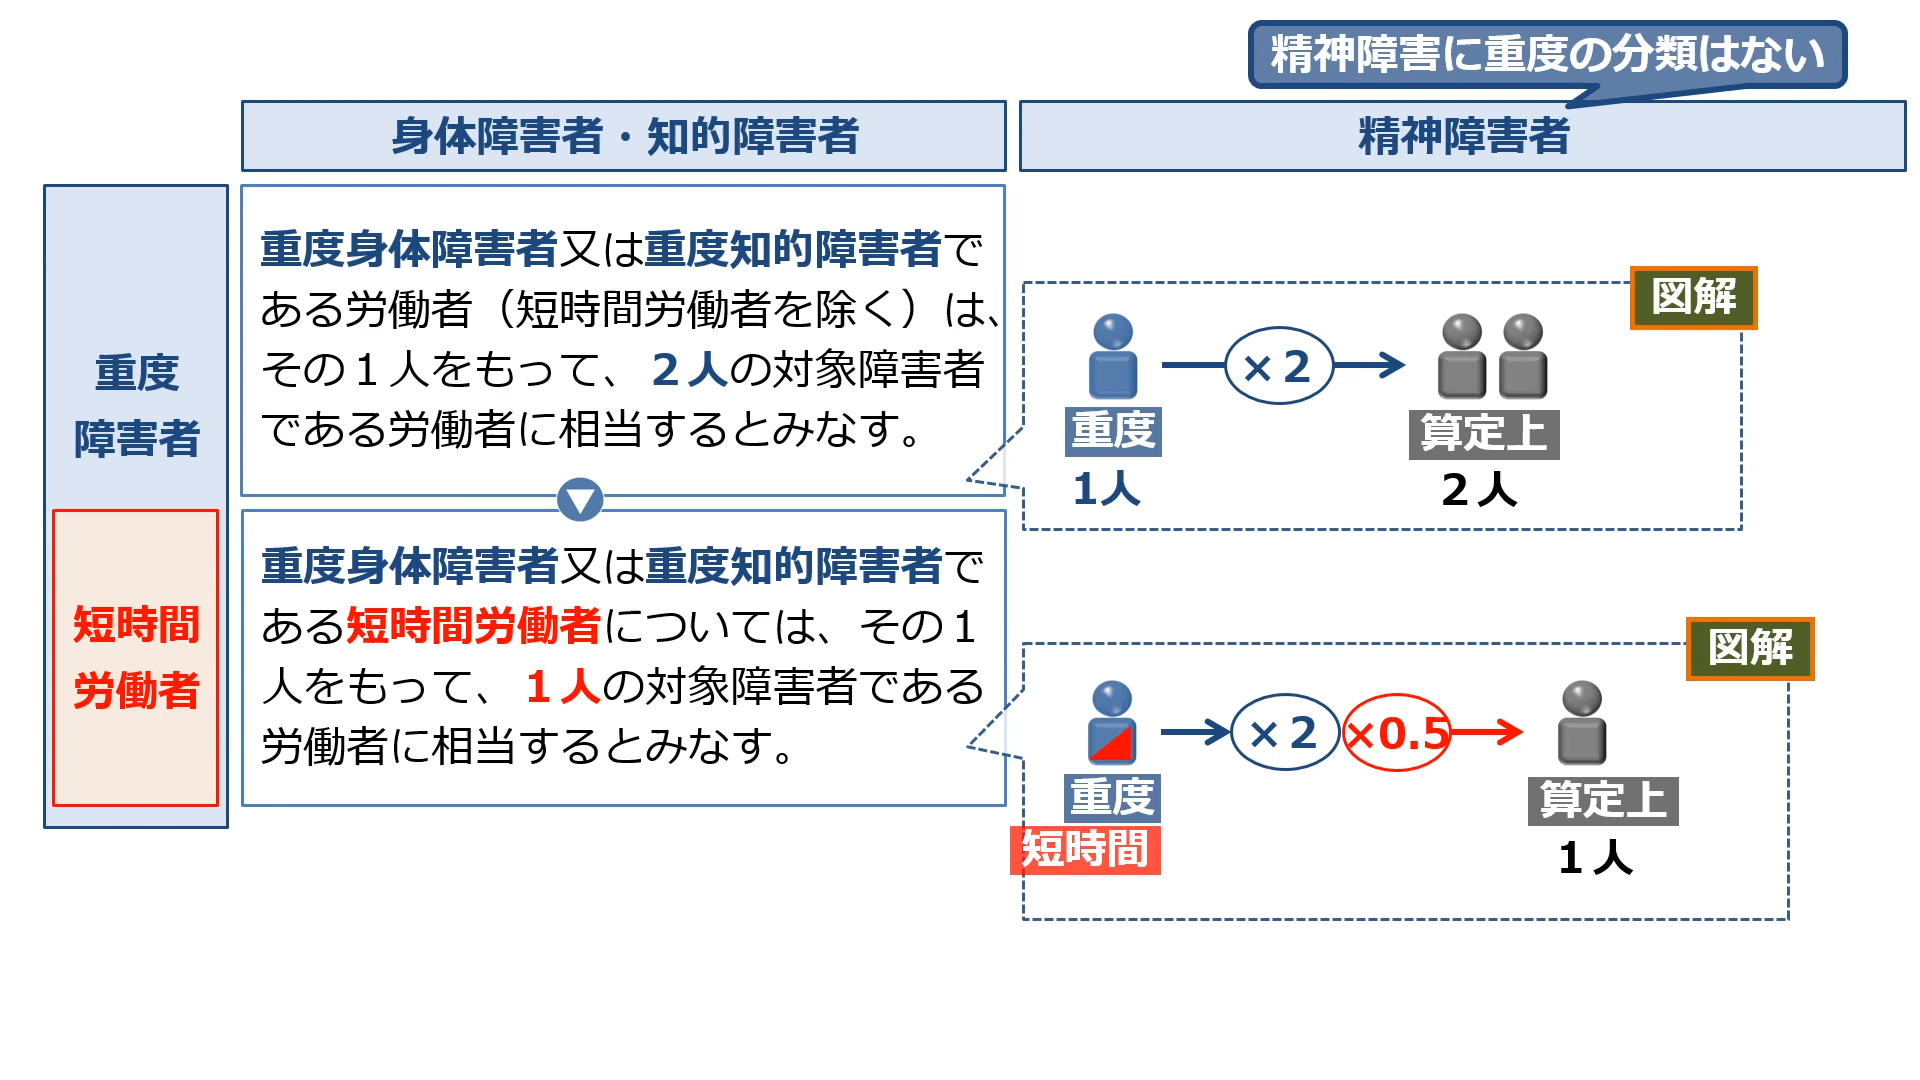 精神障害に重度の分類はない
身体障害者・知的障害者
精神障害者
重度
障害者
重度身体障害者又は重度知的障害者で
ある労働者（短時間労働者を除く）は、
その１人をもって、２人の対象障害者
である労働者に相当するとみなす。
図解
×２
重度
1人
算定上
２人
短時間
労働者
重度身体障害者又は重度知的障害者で
ある短時間労働者については、その１
人をもって、１人の対象障害者である
労働者に相当するとみなす。
図解
×２
×0.5
重度
短時間
算定上
１人